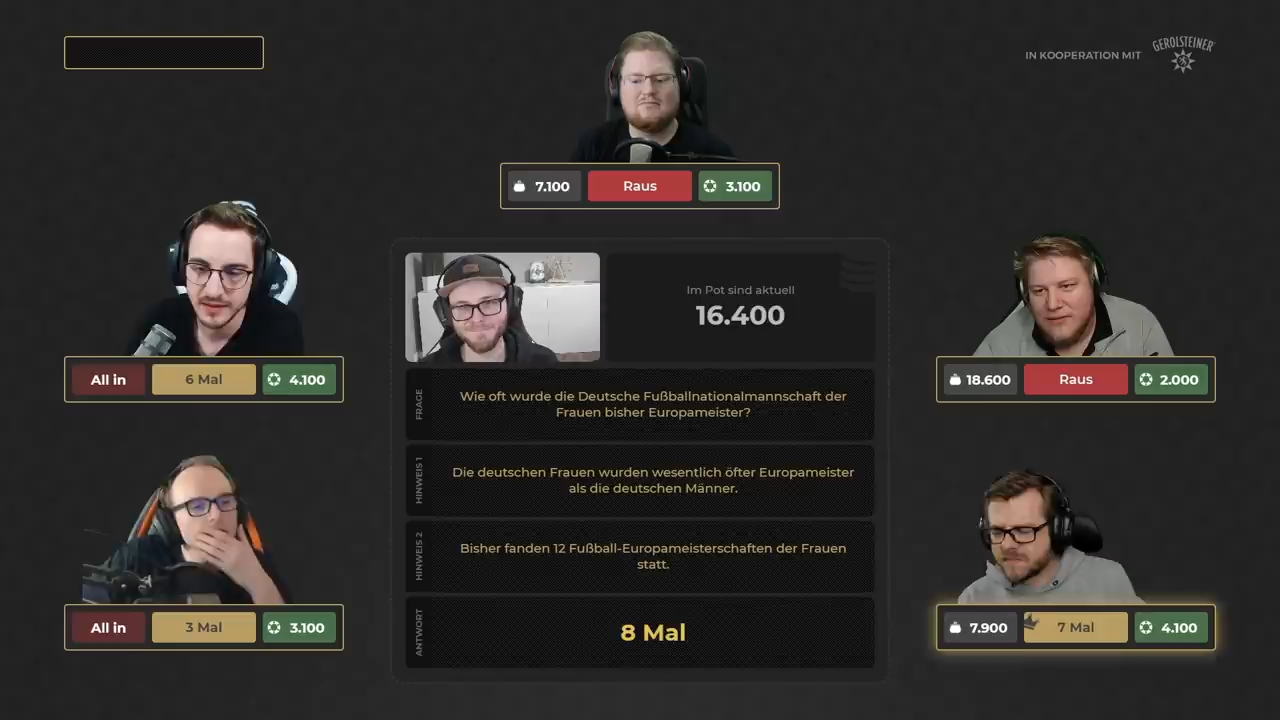 IN KOOPERATION MIT
GEROLSTEINER
7.100
Raus
3.100
Im Pot sind aktuell
16.400
All in
6 Mal
4.100
18.600
Raus
2.000
FRAGE
Wie oft wurde die Deutsche Fußballnationalmannschaft der
Frauen bisher Europameister?
HINWEIS 1
Die deutschen Frauen wurden wesentlich öfter Europameister
als die deutschen Männer.
HINWEIS 2
Bisher fanden 12 Fußball-Europameisterschaften der Frauen
statt.
ANTWORT
8 Mal
All in
3 Mal
3.100
7.900
7 Mal
4.100